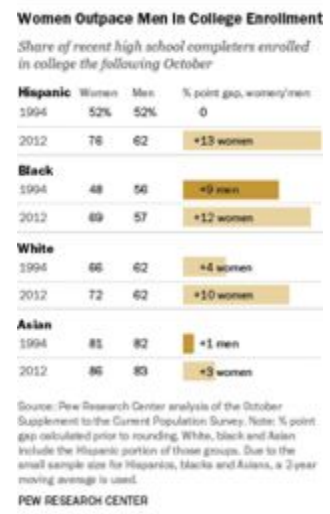 Women Outpace Men in College Enrollment
Share of recent high school completers enrolled
in college the following October
Hispanic Women Men % point gap, women/men
1994 52% 52% 0
2012 76 62 +13 women
Black
1994 48 56 +9 men
2012 69 57 +12 women
White
1994 66 62 +4 women
2012 72 62 +10 women
Asian
1994 81 82 +1 men
2012 86 83 +3 women
Source: Pew Research Center analysis of the October
Supplement to the Current Population Survey. Note: % point
gap calculated prior to rounding. White, black and Asian
include the Hispanic portion of those groups. Due to the
small sample size for Hispanics, blacks and Asians, a 2-year
moving average is used.
PEW RESEARCH CENTER